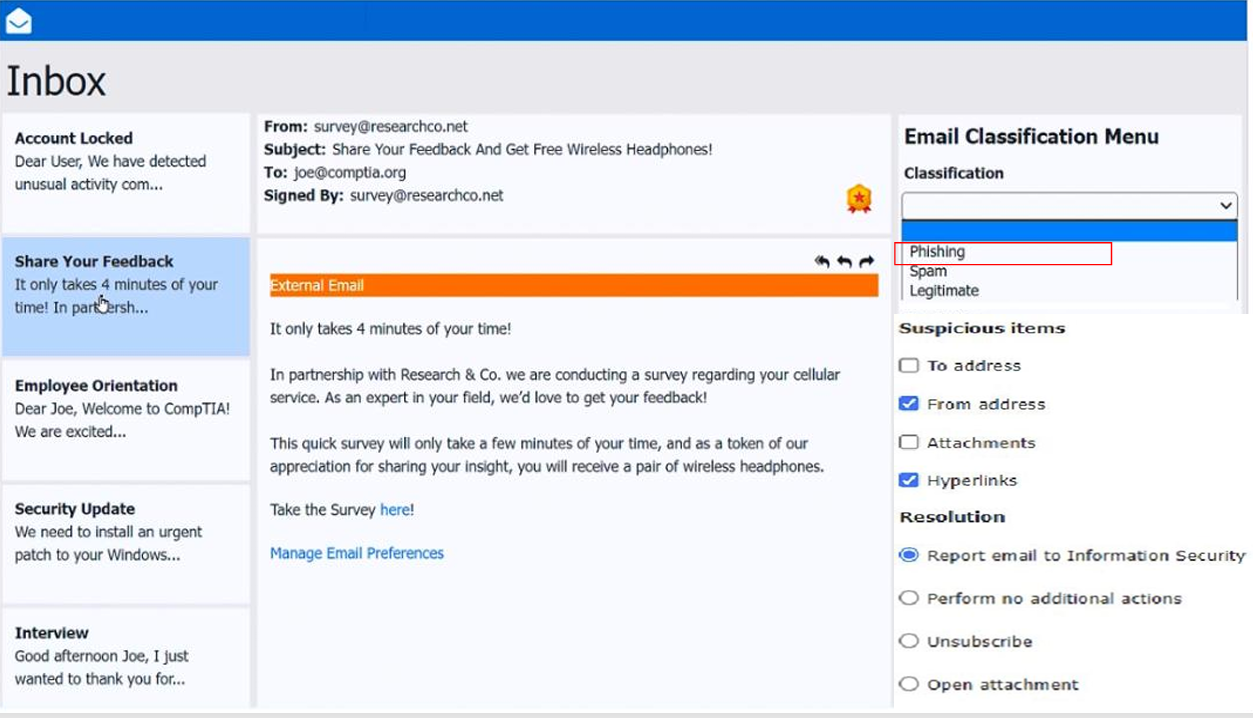 Inbox
Account Locked
Dear User, We have detected
unusual activity com...
Share Your Feedback
It only takes 4 minutes of your
time! In partnersh...
Employee Orientation
Dear Joe, Welcome to CompTIA!
We are excited...
Security Update
We need to install an urgent
patch to your Windows...
Interview
Good afternoon Joe, I just
wanted to thank you for...
From: survey@researchco.net
Subject: Share Your Feedback And Get Free Wireless Headphones!
To: joe@comptia.org
Signed By: survey@researchco.net
External Email
It only takes 4 minutes of your time!
In partnership with Research & Co. we are conducting a survey regarding your cellular
service. As an expert in your field, we'd love to get your feedback!
This quick survey will only take a few minutes of your time, and as a token of our
appreciation for sharing your insight, you will receive a pair of wireless headphones.
Take the Survey here!
Manage Email Preferences
Email Classification Menu
Classification
Phishing
Spam
Legitimate
Suspicious items
To address
From address
Attachments
Hyperlinks
Resolution
Report email to Information Security
Perform no additional actions
Unsubscribe
Open attachment